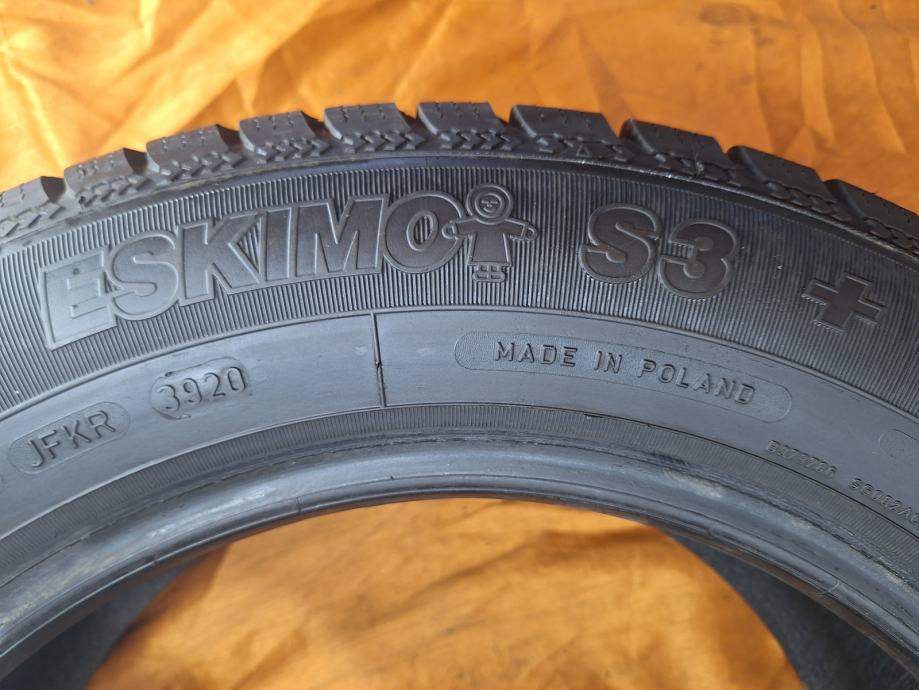 ESKIMO S3 +
JFKR 3920 MADE IN POLAND